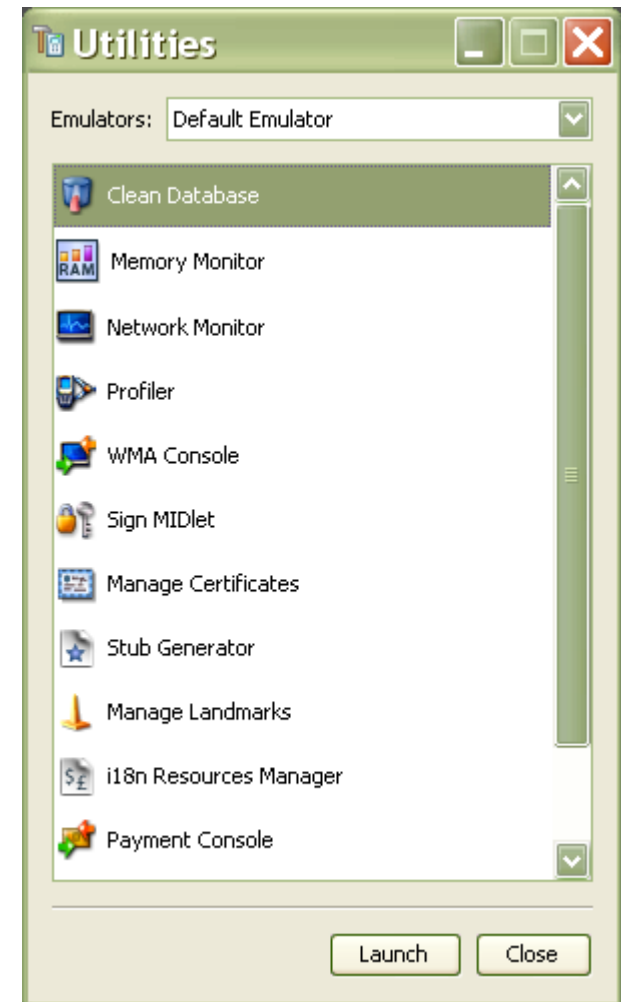 Utilities
Emulators: Default Emulator
Clean Database
RAM Memory Monitor
Network Monitor
Profiler
WMA Console
Sign MIDlet
Manage Certificates
Stub Generator
Manage Landmarks
$£ i18n Resources Manager
Payment Console
Launch Close